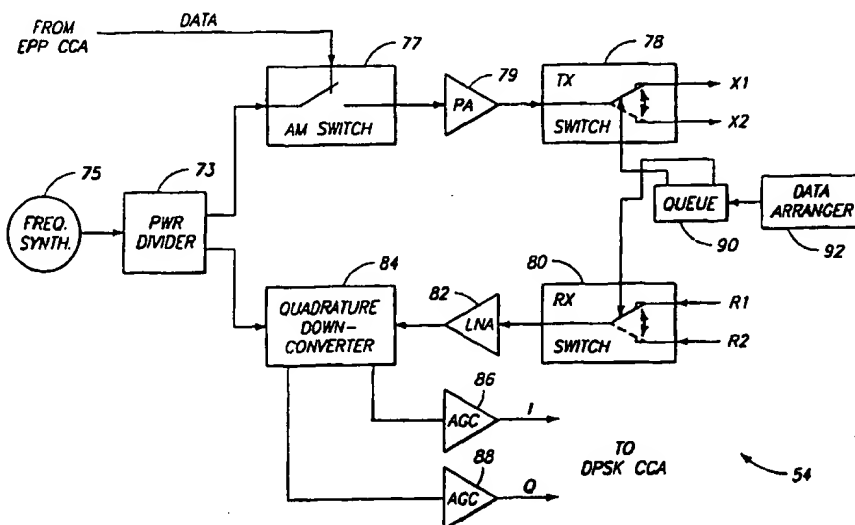 FROM
EPP CCA
DATA
77
AM SWITCH
79
PA
78
TX
SWITCH
X1
X2
75
FREQ.
SYNTH.
73
PWR
DIVIDER
QUEUE
90
DATA
ARRANGER
92
84
QUADRATURE
DOWN-
CONVERTER
82
LNA
80
RX
SWITCH
R1
R2
86
AGC
I
88
AGC
Q
TO
DPSK CCA
54